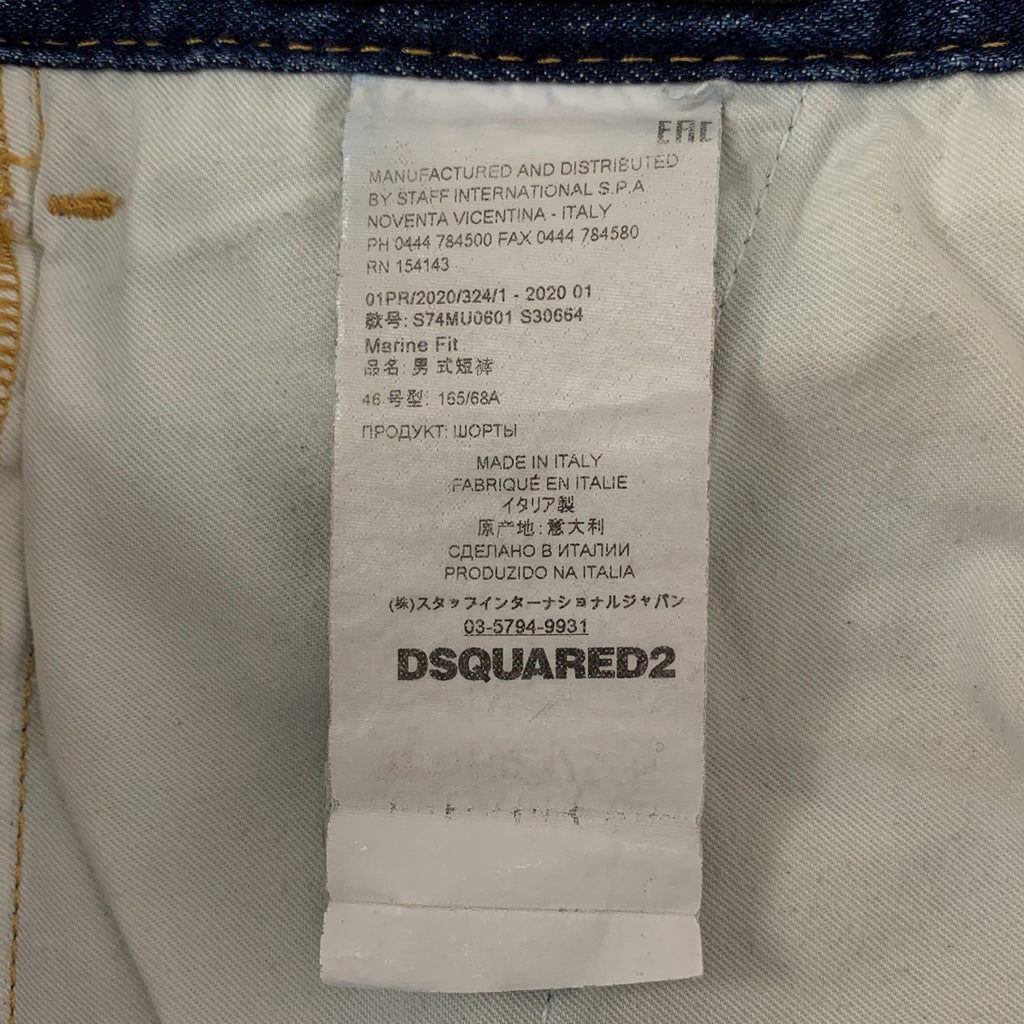 EAC
MANUFACTURED AND DISTRIBUTED
BY STAFF INTERNATIONAL S.P.A
NOVENTA VICENTINA - ITALY
PH 0444 784500 FAX 0444 784580
RN 154143
01PR/2020/324/1 - 2020 01
款号: S74MU0601 S30664
Marine Fit
品名: 男式短裤
46 号型: 165/68A
ПРОДУКТ: ШОРТЫ
MADE IN ITALY
FABRIQUÉ EN ITALIE
イタリア製
原产地: 意大利
СДЕЛАНО В ИТАЛИИ
PRODUZIDO NA ITALIA
(株)スタッフインターナショナルジャパン
03-5794-9931
DSQUARED2